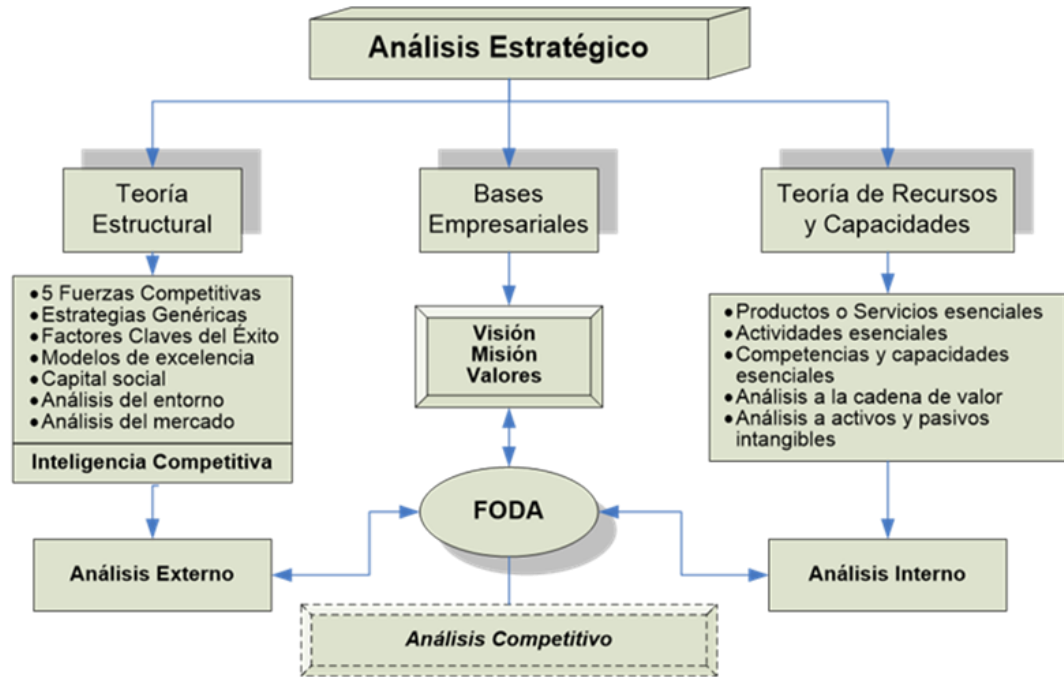 Análisis Estratégico
Teoría
Estructural
Bases
Empresariales
Teoría de Recursos
y Capacidades
•5 Fuerzas Competitivas
•Estrategias Genéricas
•Factores Claves del Éxito
•Modelos de excelencia
•Capital social
•Análisis del entorno
•Análisis del mercado
Inteligencia Competitiva
Visión
Misión
Valores
•Productos o Servicios esenciales
•Actividades esenciales
•Competencias y capacidades
esenciales
•Análisis a la cadena de valor
•Análisis a activos y pasivos
intangibles
FODA
Análisis Externo
Análisis Interno
Análisis Competitivo